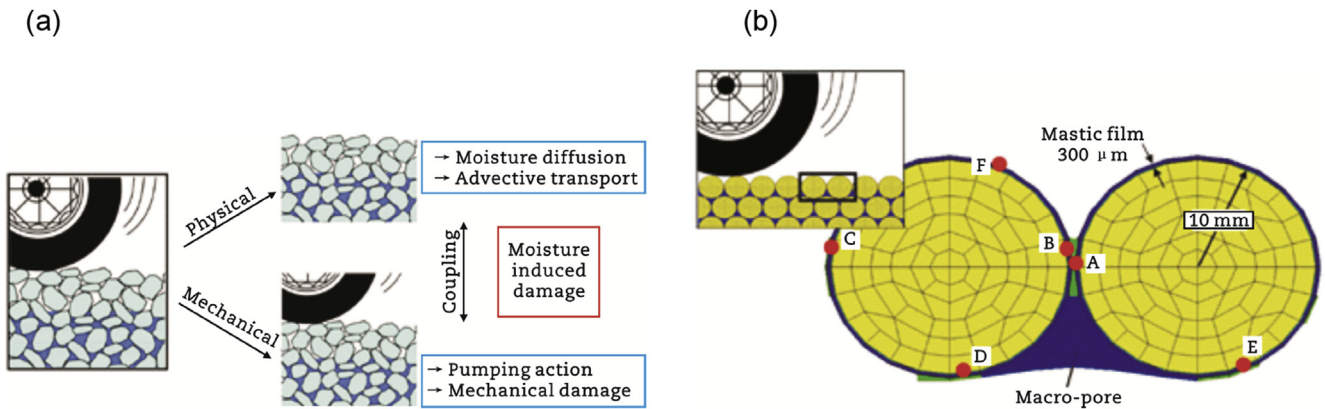 (a)
Physical
Mechanical
→ Moisture diffusion
→ Advective transport
Coupling
Moisture
induced
damage
→ Pumping action
→ Mechanical damage
(b)
Mastic film
300 μm
10 mm
F
C
B
A
D
E
Macro-pore